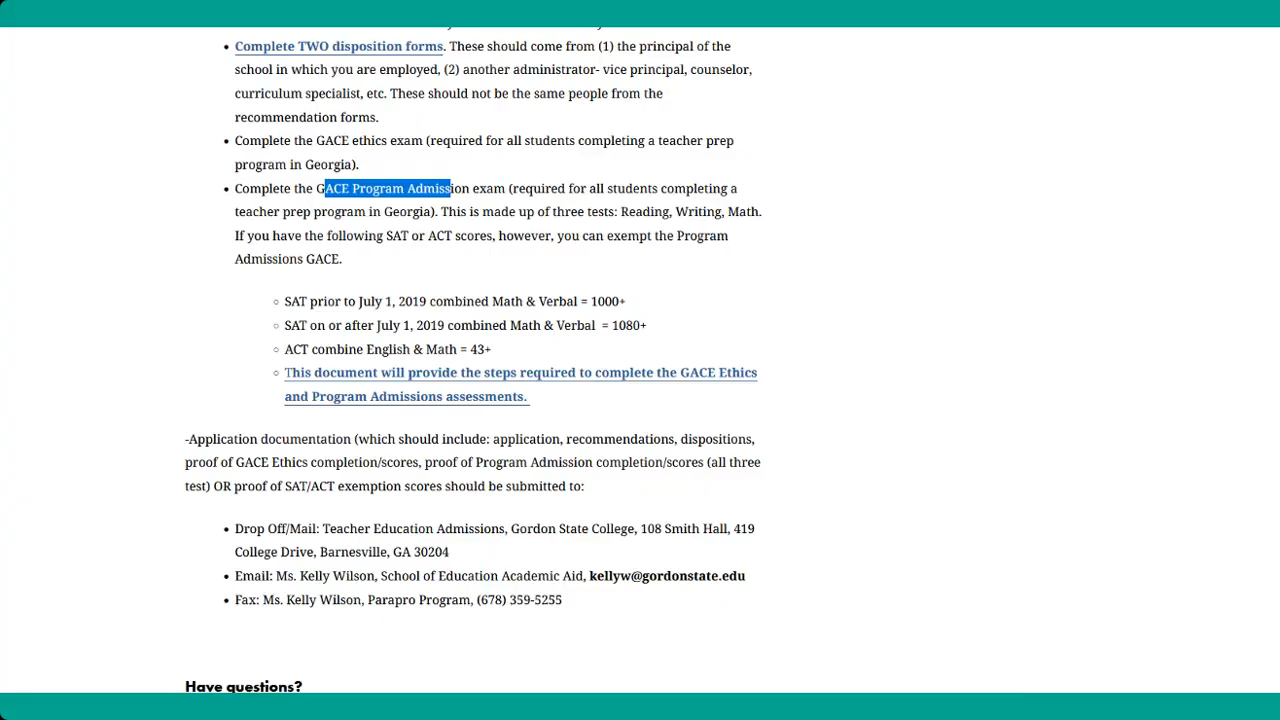 Complete TWO disposition forms. These should come from (1) the principal of the
school in which you are employed, (2) another administrator- vice principal, counselor,
curriculum specialist, etc. These should not be the same people from the
recommendation forms.
Complete the GACE ethics exam (required for all students completing a teacher prep
program in Georgia).
Complete the GACE Program Admission exam (required for all students completing a
teacher prep program in Georgia). This is made up of three tests: Reading, Writing, Math.
If you have the following SAT or ACT scores, however, you can exempt the Program
Admissions GACE.
SAT prior to July 1, 2019 combined Math & Verbal = 1000+
SAT on or after July 1, 2019 combined Math & Verbal = 1080+
ACT combine English & Math = 43+
This document will provide the steps required to complete the GACE Ethics
and Program Admissions assessments.
-Application documentation (which should include: application, recommendations, dispositions,
proof of GACE Ethics completion/scores, proof of Program Admission completion/scores (all three
test) OR proof of SAT/ACT exemption scores should be submitted to:
Drop Off/Mail: Teacher Education Admissions, Gordon State College, 108 Smith Hall, 419
College Drive, Barnesville, GA 30204
Email: Ms. Kelly Wilson, School of Education Academic Aid, kellyw@gordonstate.edu
Fax: Ms. Kelly Wilson, Parapro Program, (678) 359-5255
Have questions?